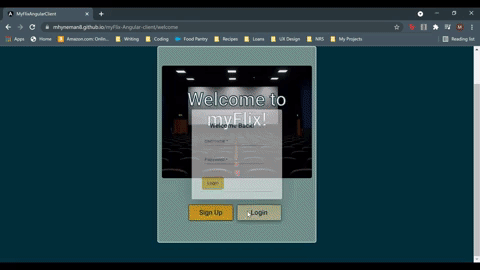 MyFlixAngularClient
mhyneman8.github.io/myFlix-Angular-client/welcome
Apps
Home
Amazon.com: Onlin...
Writing
Coding
Food Pantry
Recipes
Loans
UX Design
NRS
My Projects
Reading list
Welcome to
myFlix!
Welcome Back!
Username *
Password *
Login
Sign Up
Login